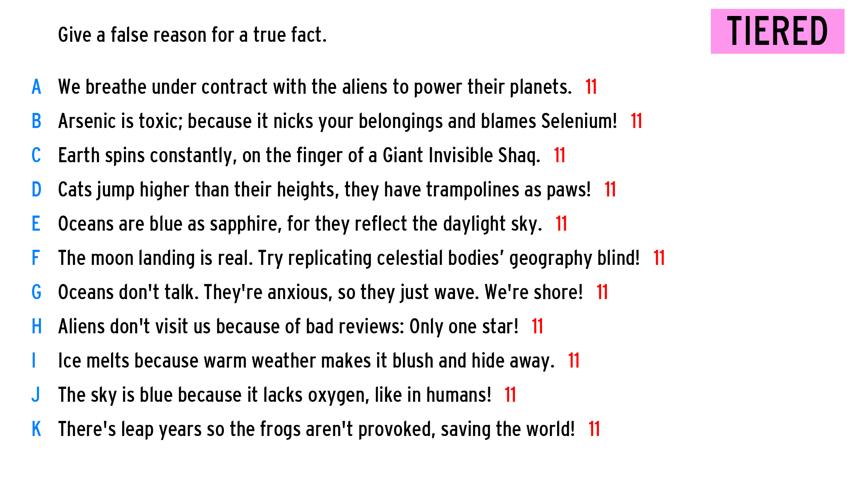 Give a false reason for a true fact.
TIERED
A We breathe under contract with the aliens to power their planets. 11
B Arsenic is toxic; because it nicks your belongings and blames Selenium! 11
C Earth spins constantly, on the finger of a Giant Invisible Shaq. 11
D Cats jump higher than their heights, they have trampolines as paws! 11
E Oceans are blue as sapphire, for they reflect the daylight sky. 11
F The moon landing is real. Try replicating celestial bodies’ geography blind! 11
G Oceans don't talk. They're anxious, so they just wave. We're shore! 11
H Aliens don't visit us because of bad reviews: Only one star! 11
I Ice melts because warm weather makes it blush and hide away. 11
J The sky is blue because it lacks oxygen, like in humans! 11
K There's leap years so the frogs aren't provoked, saving the world! 11